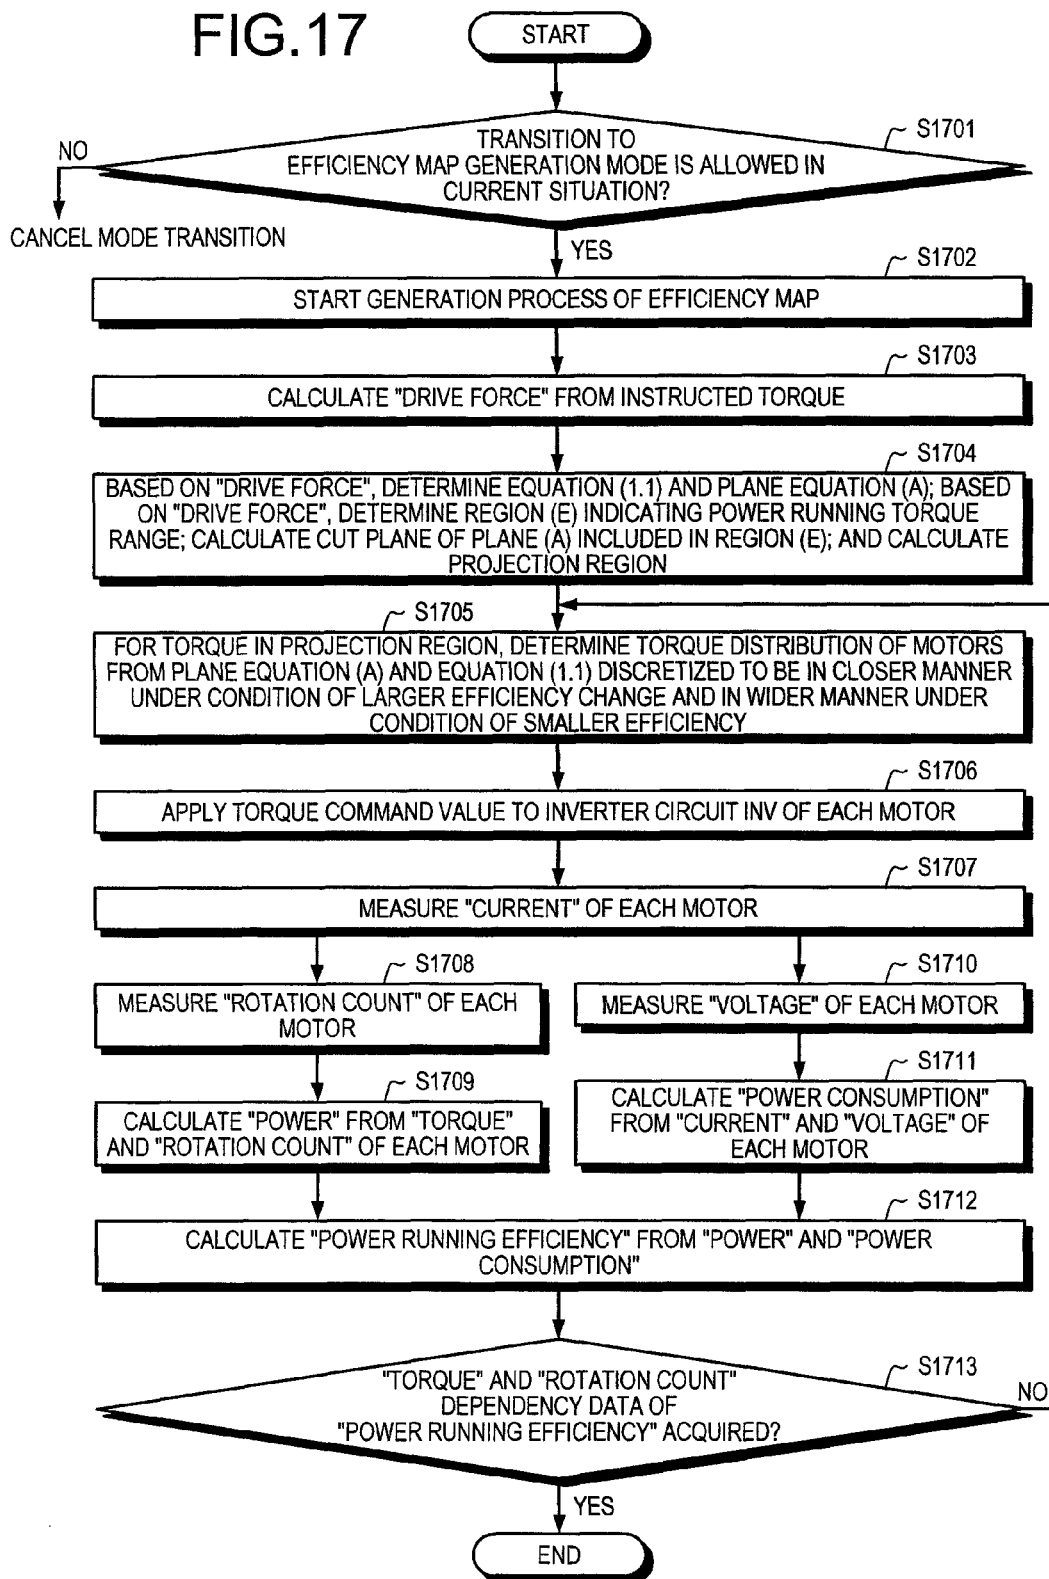 FIG.17
START
S1701
TRANSITION TO
EFFICIENCY MAP GENERATION MODE IS ALLOWED IN
CURRENT SITUATION?
NO
CANCEL MODE TRANSITION
YES
S1702
START GENERATION PROCESS OF EFFICIENCY MAP
S1703
CALCULATE "DRIVE FORCE" FROM INSTRUCTED TORQUE
S1704
BASED ON "DRIVE FORCE", DETERMINE EQUATION (1.1) AND PLANE EQUATION (A); BASED
ON "DRIVE FORCE", DETERMINE REGION (E) INDICATING POWER RUNNING TORQUE
RANGE; CALCULATE CUT PLANE OF PLANE (A) INCLUDED IN REGION (E); AND CALCULATE
PROJECTION REGION
S1705
FOR TORQUE IN PROJECTION REGION, DETERMINE TORQUE DISTRIBUTION OF MOTORS
FROM PLANE EQUATION (A) AND EQUATION (1.1) DISCRETIZED TO BE IN CLOSER MANNER
UNDER CONDITION OF LARGER EFFICIENCY CHANGE AND IN WIDER MANNER UNDER
CONDITION OF SMALLER EFFICIENCY
S1706
APPLY TORQUE COMMAND VALUE TO INVERTER CIRCUIT INV OF EACH MOTOR
S1707
MEASURE "CURRENT" OF EACH MOTOR
S1708
MEASURE "ROTATION COUNT" OF EACH
MOTOR
S1710
MEASURE "VOLTAGE" OF EACH MOTOR
S1709
CALCULATE "POWER" FROM "TORQUE"
AND "ROTATION COUNT" OF EACH MOTOR
S1711
CALCULATE "POWER CONSUMPTION"
FROM "CURRENT" AND "VOLTAGE" OF
EACH MOTOR
S1712
CALCULATE "POWER RUNNING EFFICIENCY" FROM "POWER" AND "POWER
CONSUMPTION"
S1713
"TORQUE" AND "ROTATION COUNT"
DEPENDENCY DATA OF
"POWER RUNNING EFFICIENCY" ACQUIRED?
NO
YES
END